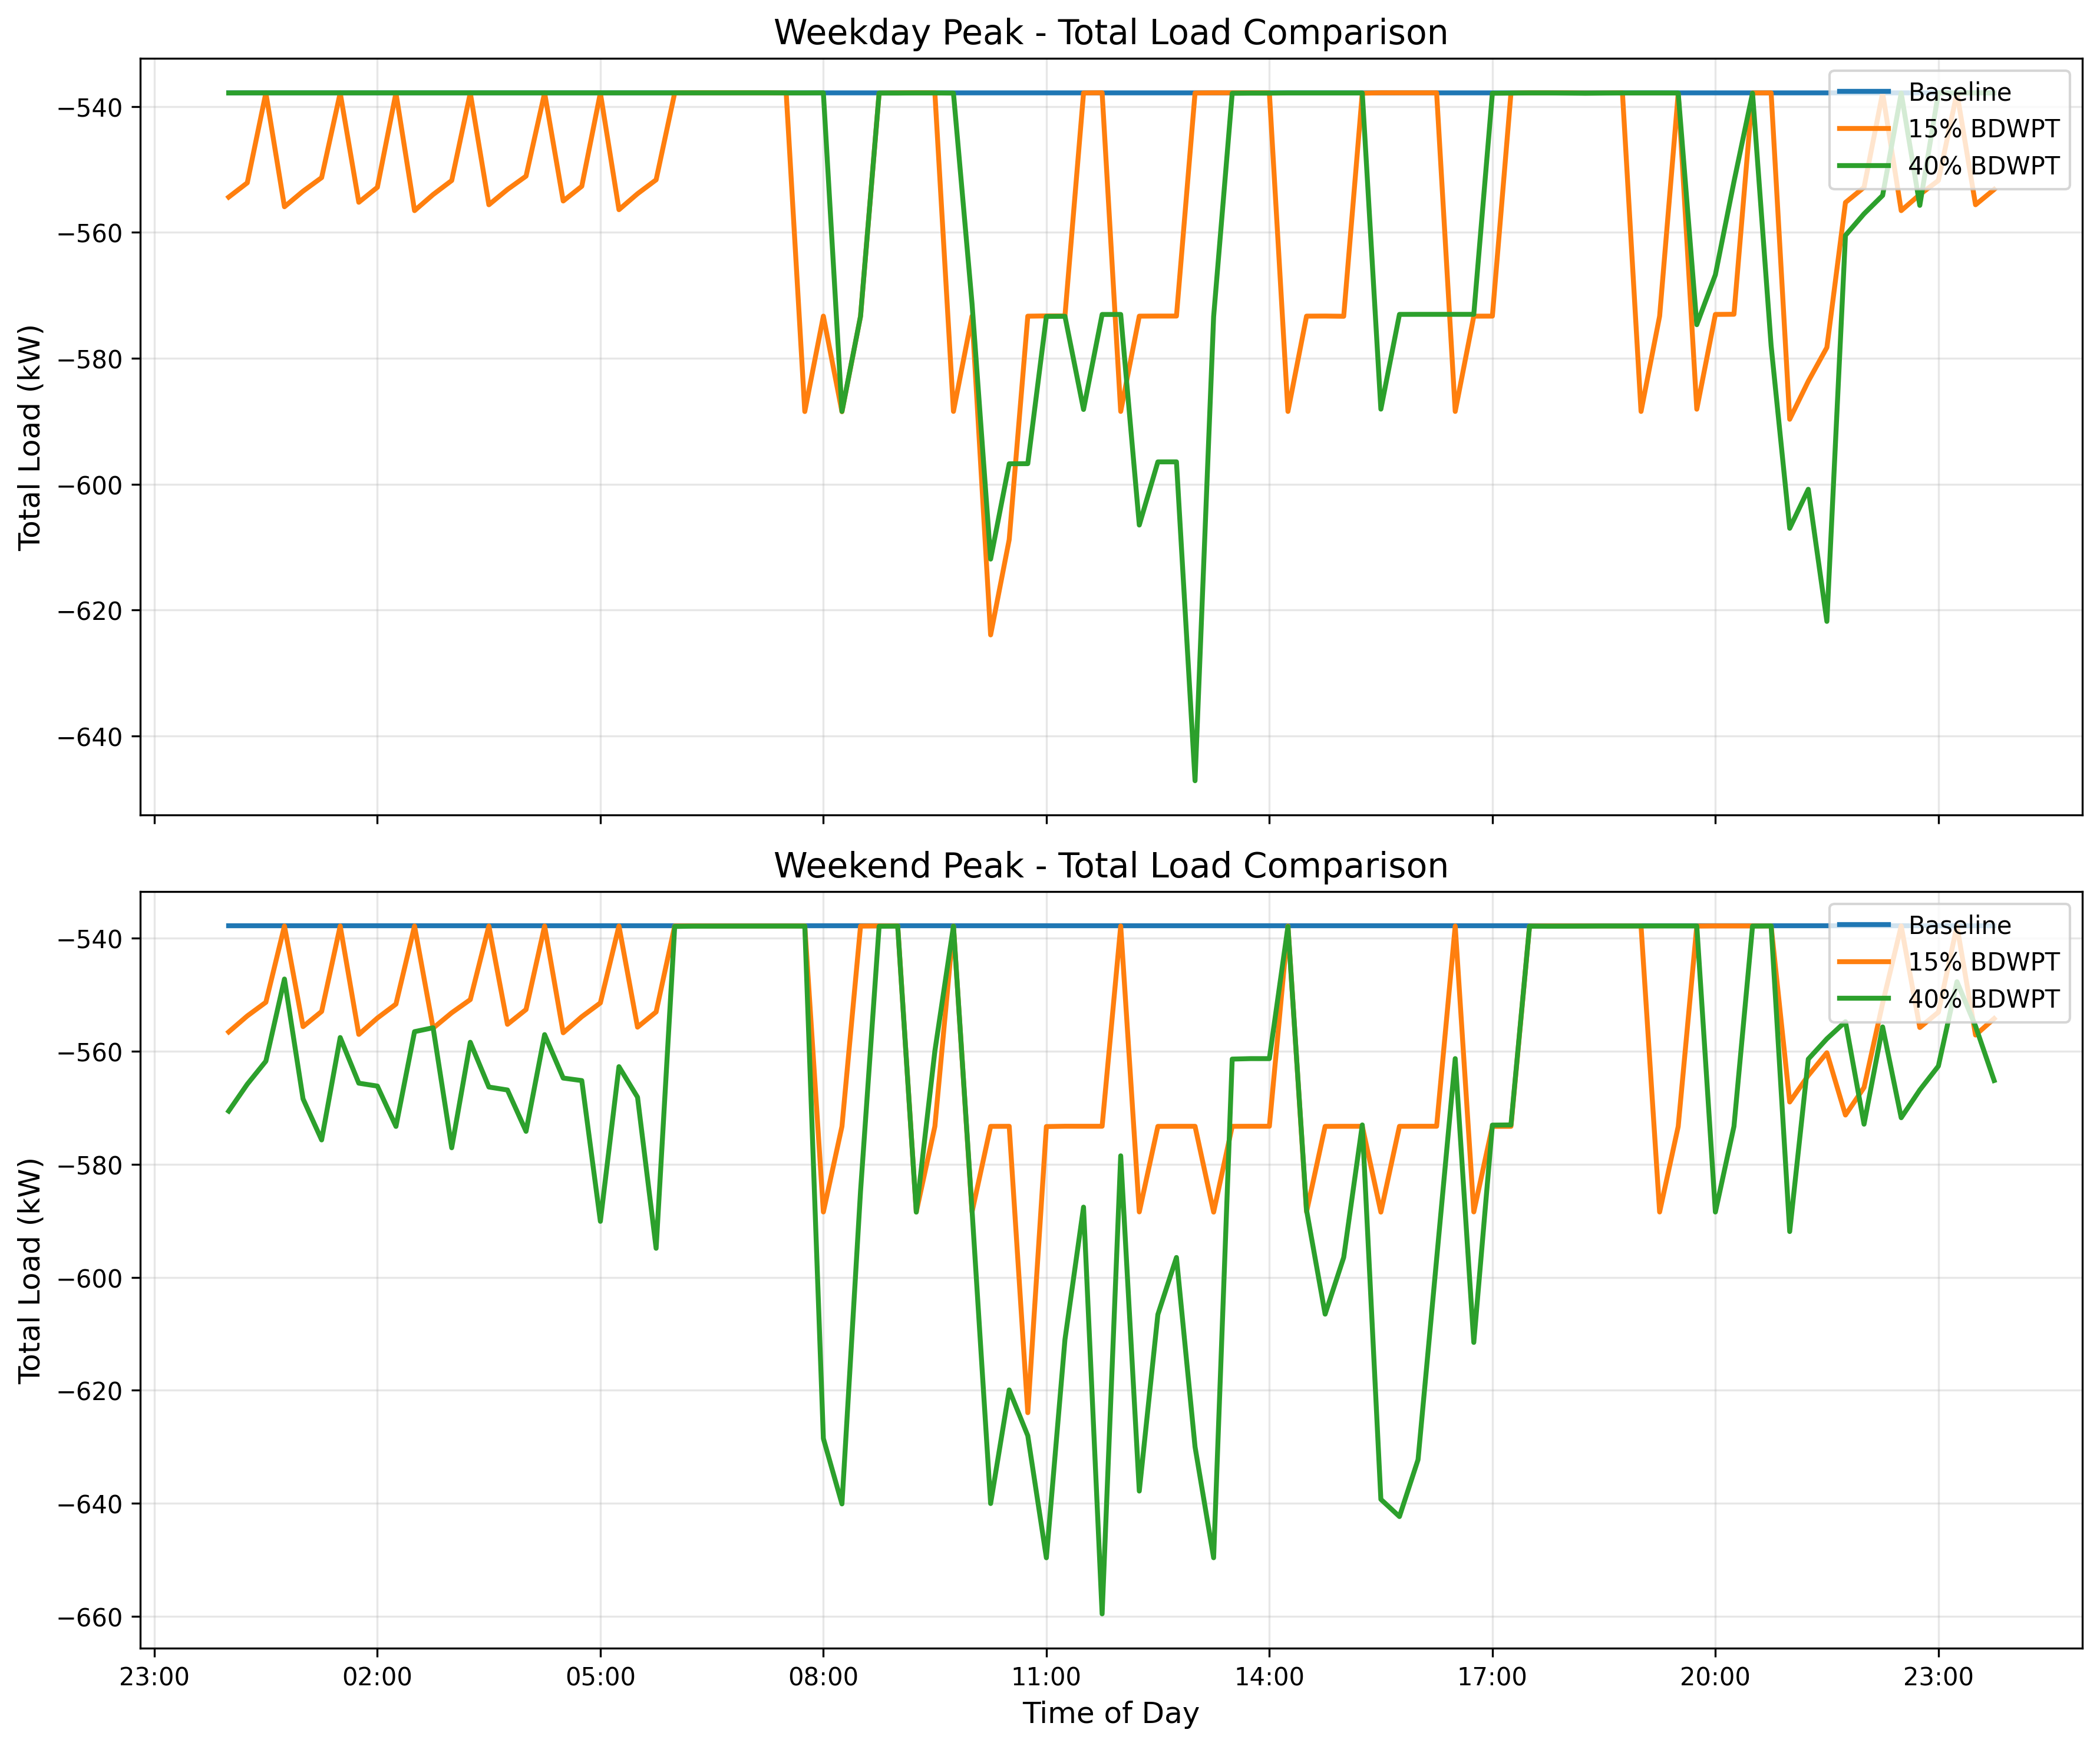 Weekday Peak - Total Load Comparison
Total Load (kW)
−540
−560
−580
−600
−620
−640
Baseline
15% BDWPT
40% BDWPT
Weekend Peak - Total Load Comparison
Total Load (kW)
−540
−560
−580
−600
−620
−640
−660
Baseline
15% BDWPT
40% BDWPT
23:00 02:00 05:00 08:00 11:00 14:00 17:00 20:00 23:00
Time of Day